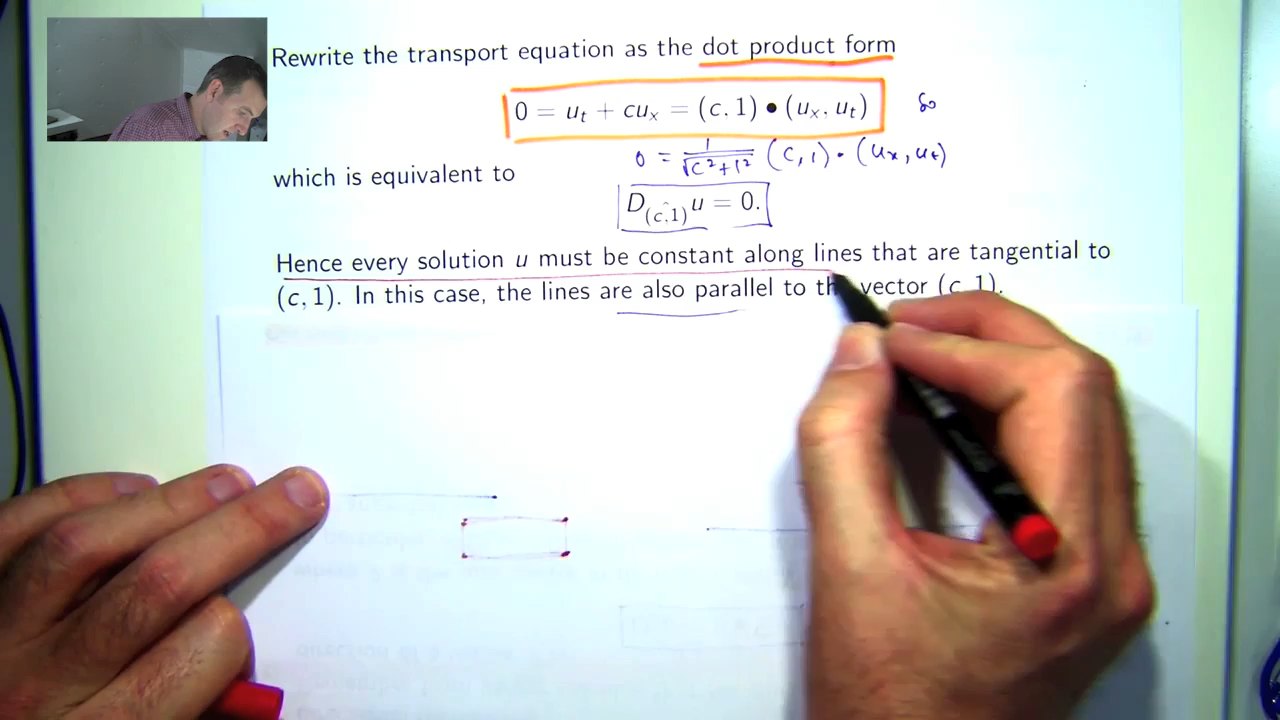 Rewrite the transport equation as the dot product form
0 = u_t + cu_x = (c, 1) • (u_x, u_t)
So
0 = 1/√(c²+1²) (c,1)·(u_x, u_t)
which is equivalent to
D_(ĉ,1) u = 0.
Hence every solution u must be constant along lines that are tangential to
(c, 1). In this case, the lines are also parallel to the vector (c, 1).